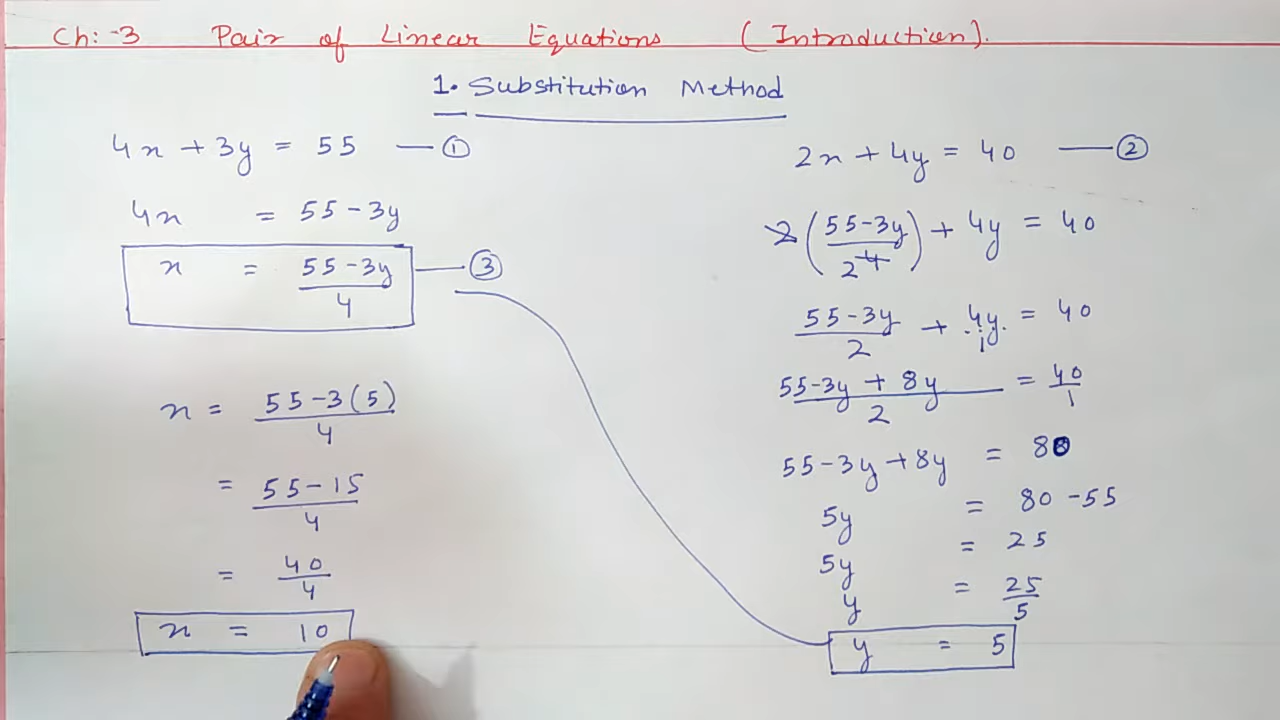 Ch:-3 Pair of Linear Equations (Introduction).
1. Substitution Method
4x + 3y = 55 — ①
4x = 55 - 3y
x = (55-3y)/4 — ③
x = (55-3(5))/4
= (55-15)/4
= 40/4
x = 10
2x + 4y = 40 — ②
2((55-3y)/2 4) + 4y = 40
(55-3y)/2 + 4y/1 = 40
(55-3y + 8y)/2 = 40/1
55-3y+8y = 80
5y = 80 -55
5y = 25
y = 25/5
y = 5